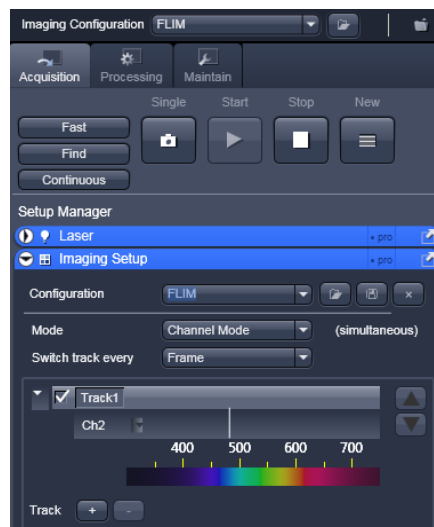 Imaging Configuration FLIM
Acquisition Processing Maintain
Single Start Stop New
Fast
Find
Continuous
Setup Manager
Laser • pro
Imaging Setup • pro
Configuration FLIM
Mode Channel Mode (simultaneous)
Switch track every Frame
Track1
Ch2
400 500 600 700
Track + -